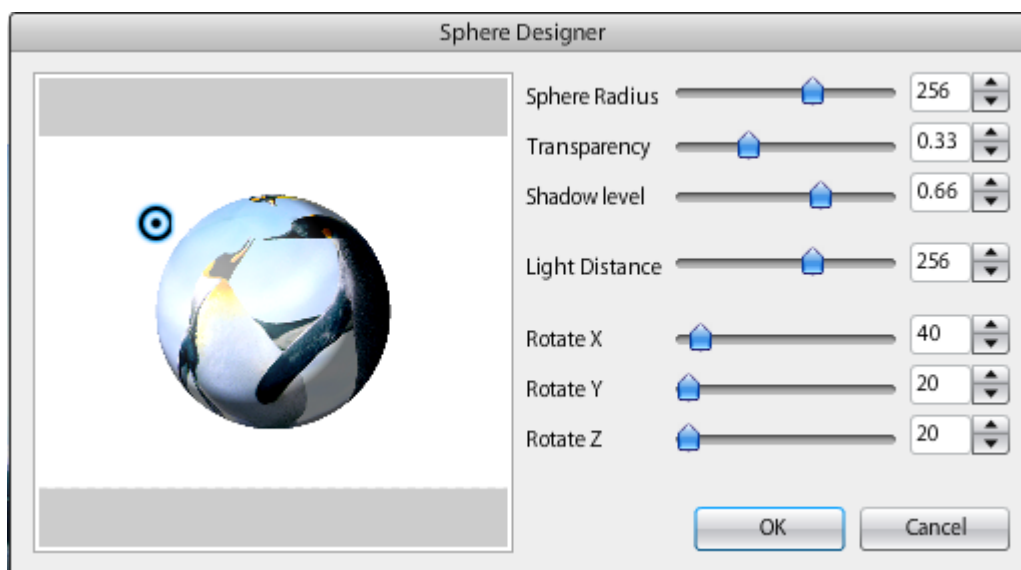 Sphere Designer
Sphere Radius 256
Transparency 0.33
Shadow level 0.66
Light Distance 256
Rotate X 40
Rotate Y 20
Rotate Z 20
OK Cancel